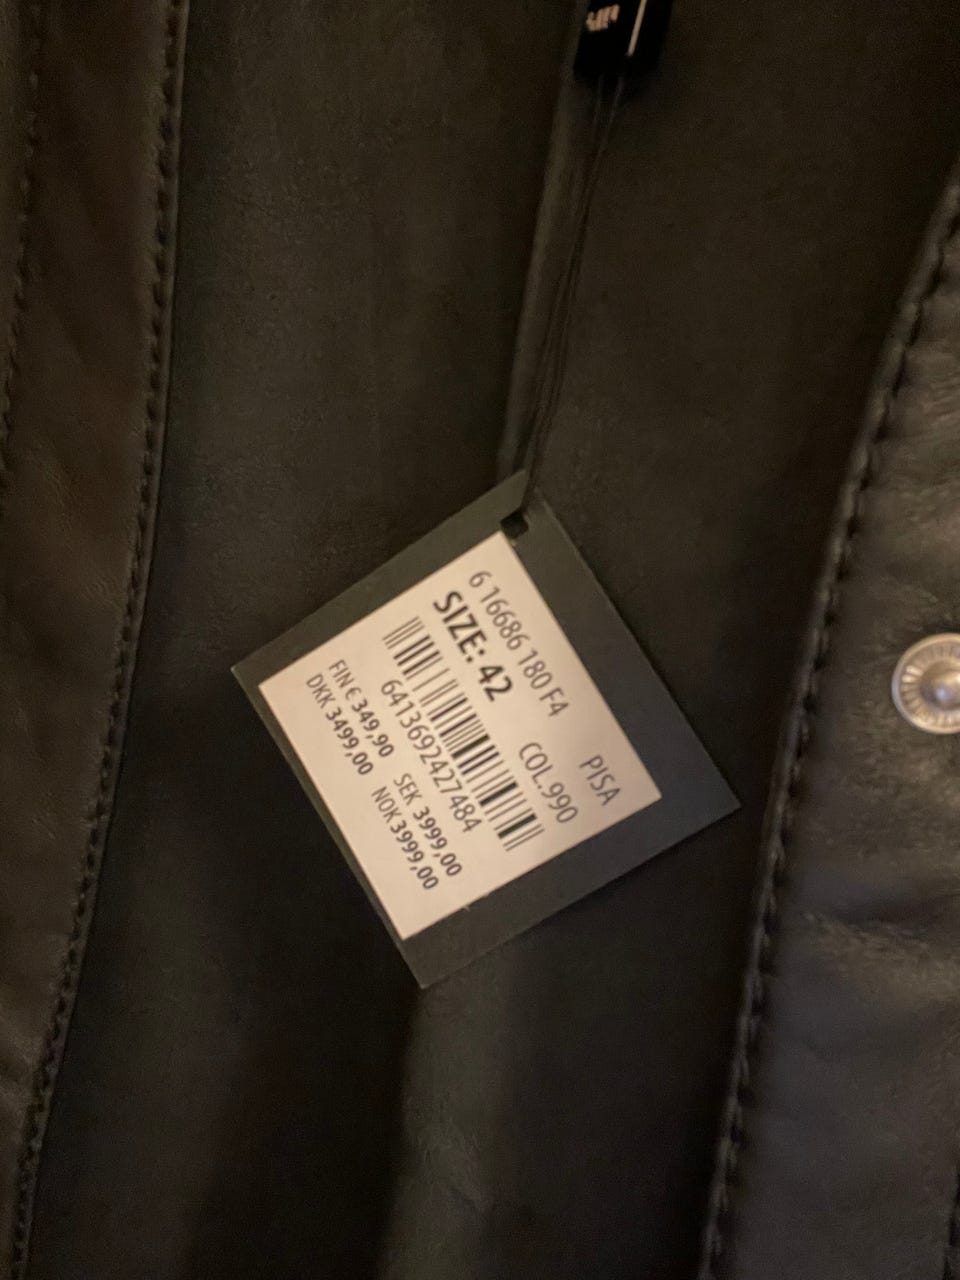 6 16686 180 F4 PISA
SIZE: 42 COL.990
6413692427484
FIN € 349,90 SEK 3999,00
DKK 3499,00 NOK 3999,00